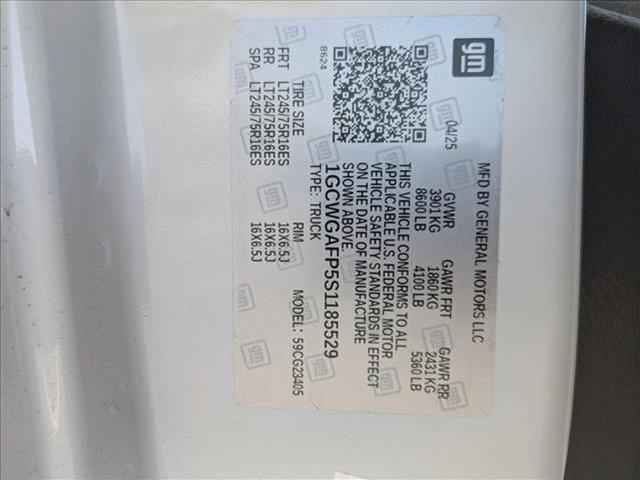 gm
MFD BY GENERAL MOTORS LLC
04/25 GVWR GAWR FRT GAWR RR
3901 KG 1860 KG 2431 KG
8600 LB 4100 LB 5360 LB
THIS VEHICLE CONFORMS TO ALL
APPLICABLE U.S. FEDERAL MOTOR
VEHICLE SAFETY STANDARDS IN EFFECT
ON THE DATE OF MANUFACTURE
SHOWN ABOVE.
1GCWGAFP5S1185529
8624 TYPE: TRUCK MODEL: 59CG23405
TIRE SIZE RIM
FRT LT245/75R16ES 16X6.5J
RR LT245/75R16ES 16X6.5J
SPA LT245/75R16ES 16X6.5J